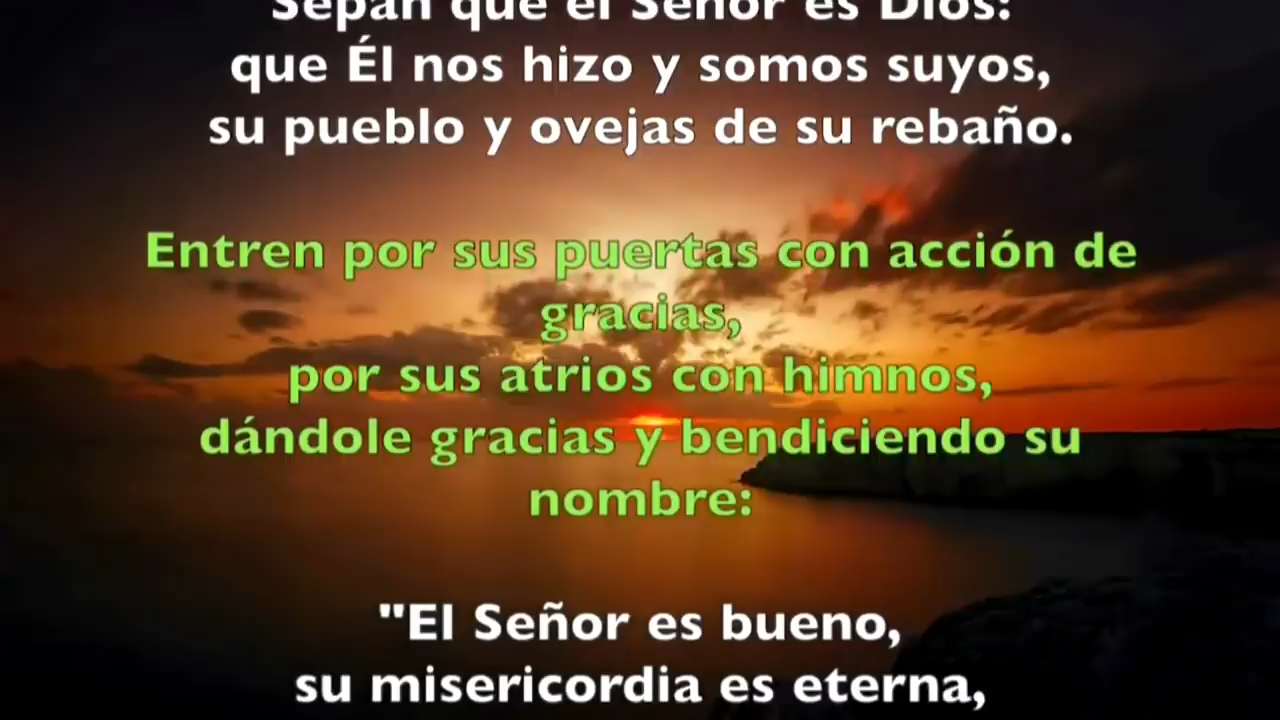 Sepan que el Señor es Dios:
que Él nos hizo y somos suyos,
su pueblo y ovejas de su rebaño.
Entren por sus puertas con acción de
gracias,
por sus atrios con himnos,
dándole gracias y bendiciendo su
nombre:
"El Señor es bueno,
su misericordia es eterna,